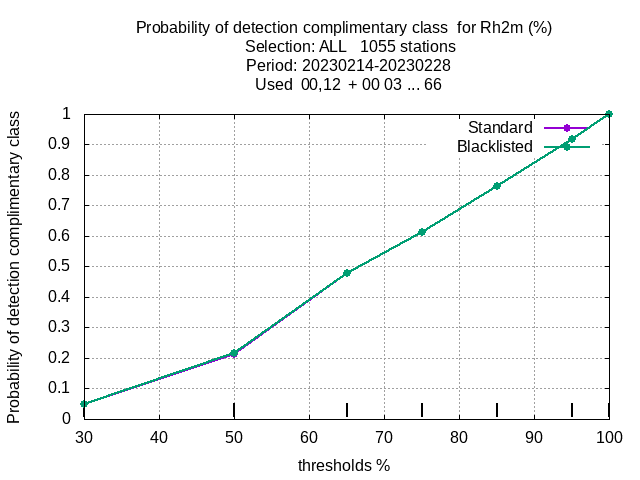 Probability of detection complimentary class  for Rh2m (%)
Selection: ALL   1055 stations
Period: 20230214-20230228
Used  00,12  + 00 03 ... 66
Probability of detection complimentary class
1
0.9
0.8
0.7
0.6
0.5
0.4
0.3
0.2
0.1
0
Standard
Blacklisted
30 40 50 60 70 80 90 100
thresholds %